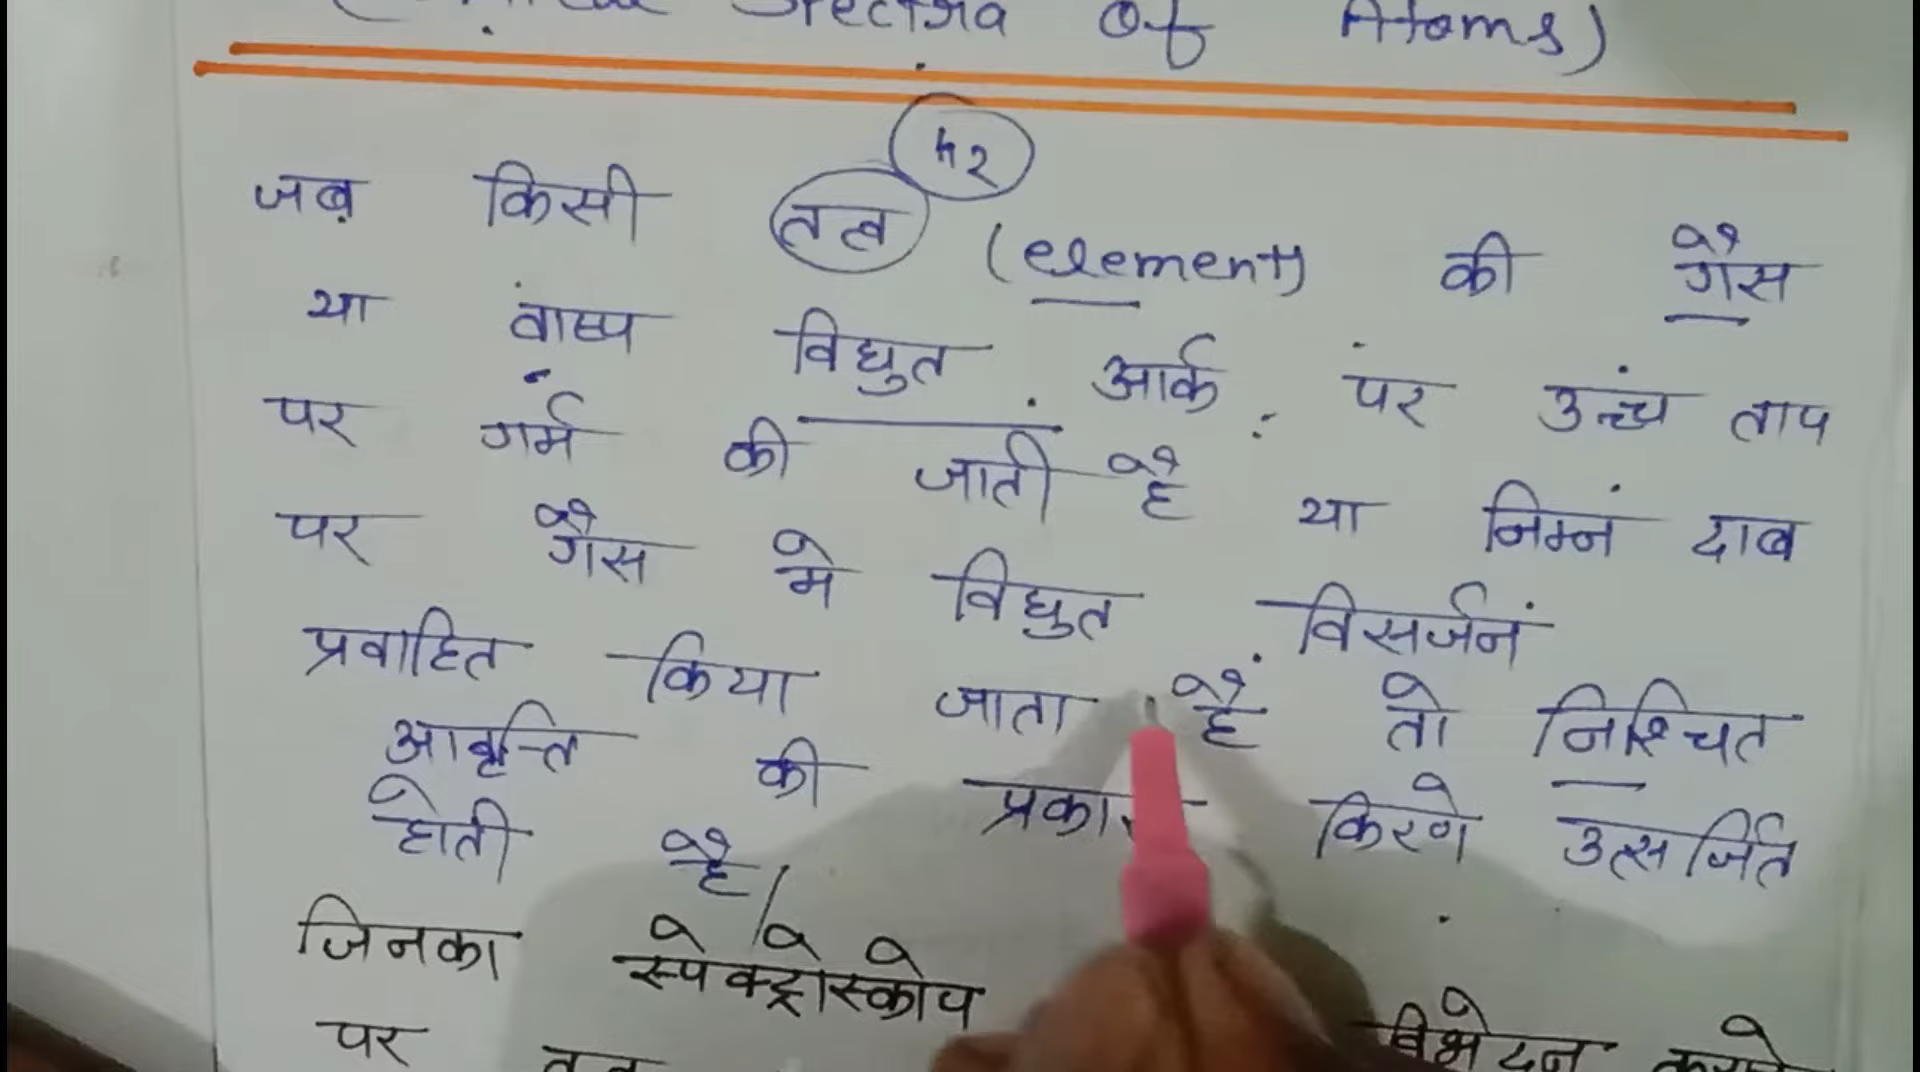 Spectra Of Atoms)
H2
जब किसी तत्व (element) की गैस
या वाष्प विद्युत आर्क पर उच्च ताप
पर गर्म की जाती है या निम्न दाब
पर गैस मे विद्युत विसर्जन
प्रवाहित किया जाता है तो निश्चित
आवृत्ति की किरणे उत्सर्जित
होती है/
जिनका स्पेक्ट्रोस्कोप विभेदन
पर